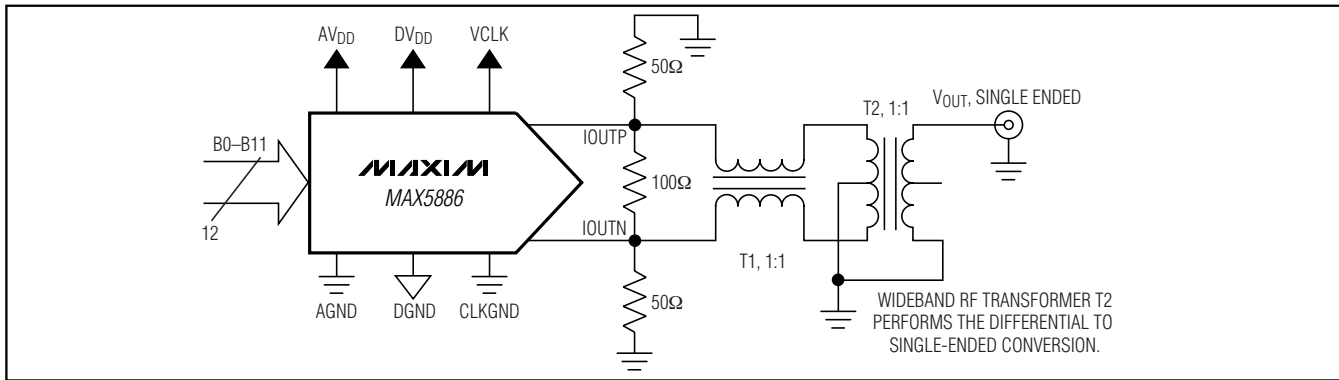 AVDD
DVDD
VCLK
50Ω
T2, 1:1
VOUT, SINGLE ENDED
IOUTP
B0–B11
MAXIM
MAX5886
100Ω
12
IOUTN
T1, 1:1
AGND
DGND
CLKGND
50Ω
WIDEBAND RF TRANSFORMER T2
PERFORMS THE DIFFERENTIAL TO
SINGLE-ENDED CONVERSION.